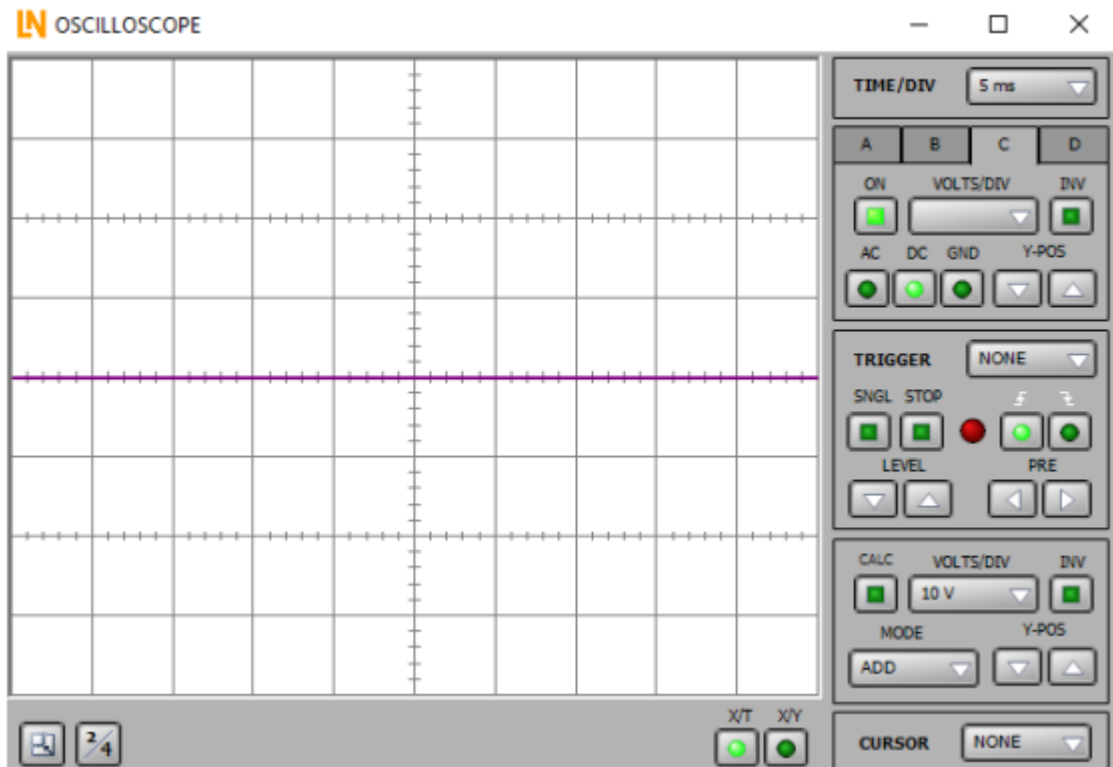 LN OSCILLOSCOPE
TIME/DIV 5 ms
A B C D
ON VOLTS/DIV INV
AC DC GND Y-POS
TRIGGER NONE
SNGL STOP
LEVEL PRE
CALC VOLTS/DIV INV
10 V
MODE Y-POS
ADD
2/4
X/T X/Y
CURSOR NONE